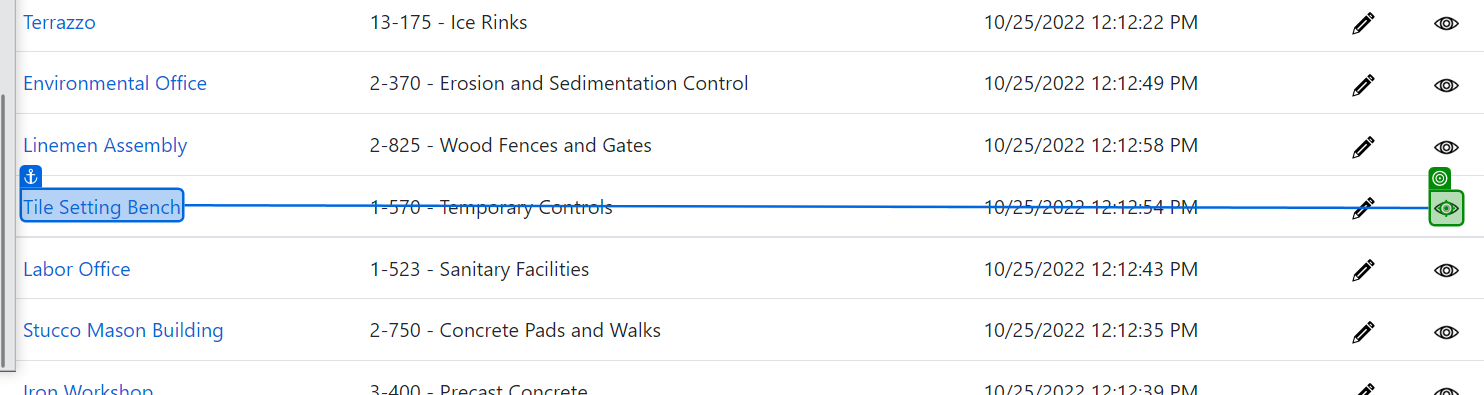 Terrazzo 13-175 - Ice Rinks 10/25/2022 12:12:22 PM
Environmental Office 2-370 - Erosion and Sedimentation Control 10/25/2022 12:12:49 PM
Linemen Assembly 2-825 - Wood Fences and Gates 10/25/2022 12:12:58 PM
Tile Setting Bench 1-570 - Temporary Controls 10/25/2022 12:12:54 PM
Labor Office 1-523 - Sanitary Facilities 10/25/2022 12:12:43 PM
Stucco Mason Building 2-750 - Concrete Pads and Walks 10/25/2022 12:12:35 PM
Iron Workshop 3-400 - Precast Concrete 10/25/2022 12:12:39 PM